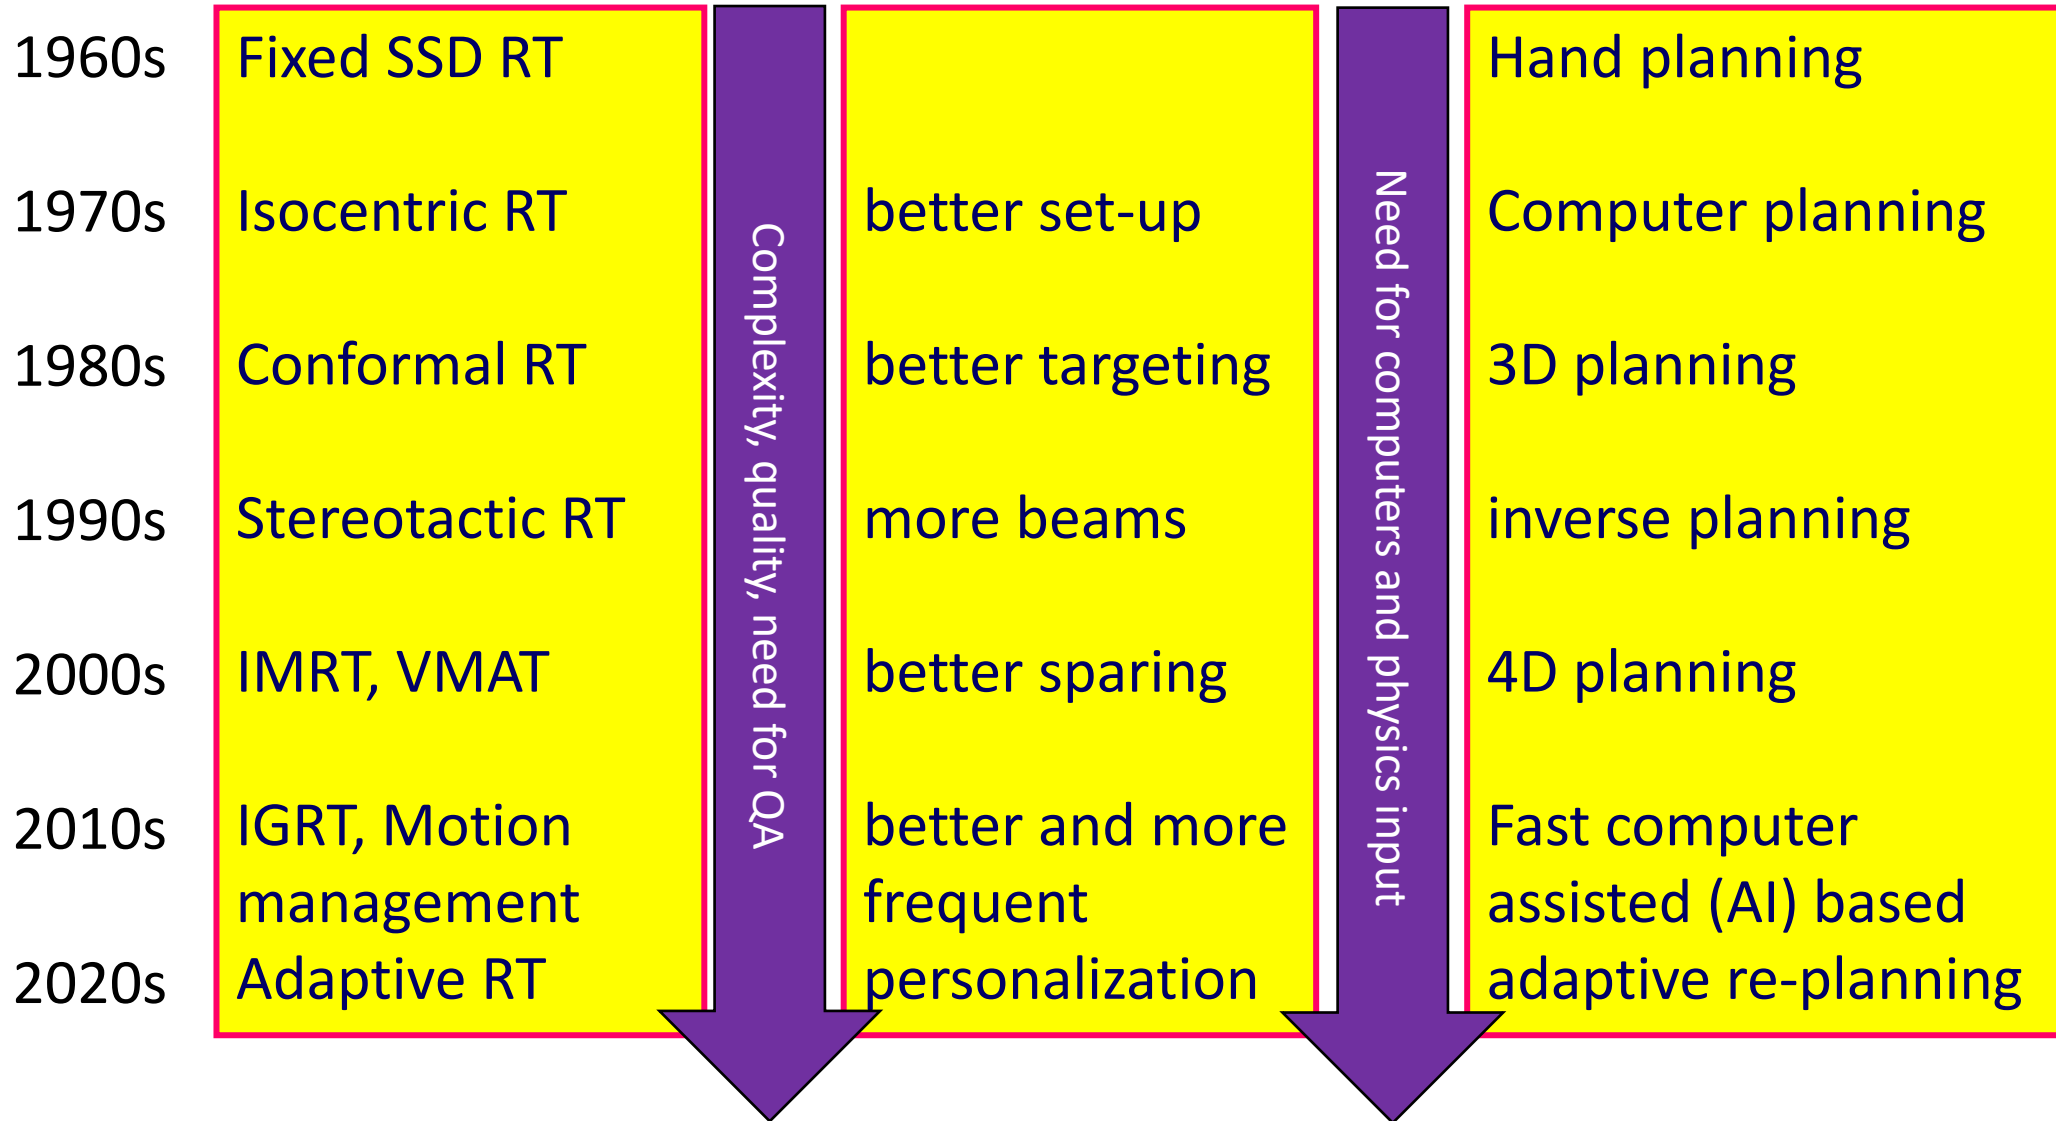 1960s Fixed SSD RT Hand planning
1970s Isocentric RT better set-up Computer planning
1980s Conformal RT better targeting 3D planning
1990s Stereotactic RT more beams inverse planning
2000s IMRT, VMAT better sparing 4D planning
2010s IGRT, Motion better and more Fast computer
management frequent assisted (AI) based
2020s Adaptive RT personalization adaptive re-planning
Complexity, quality, need for QA
Need for computers and physics input